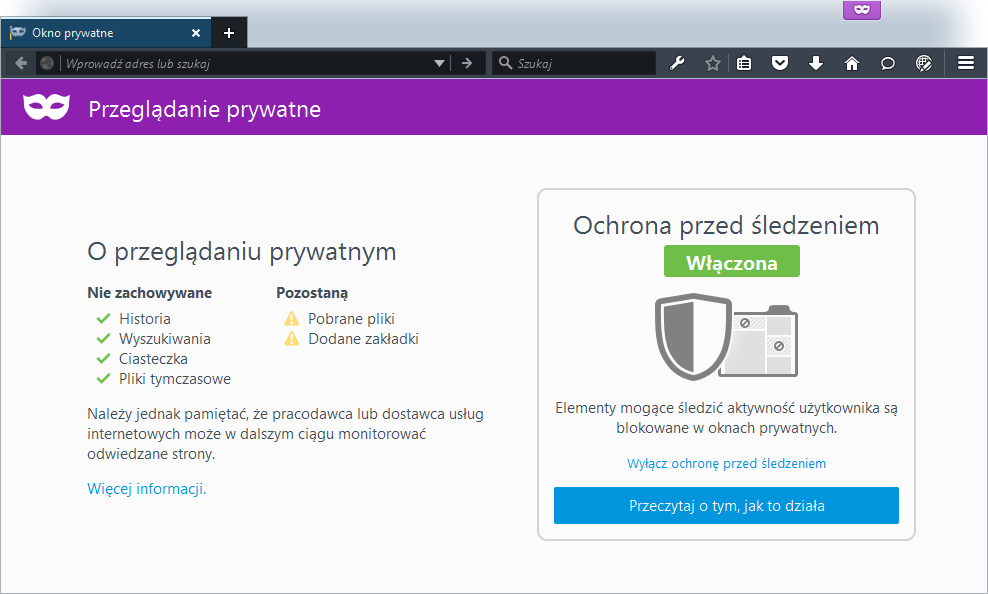 Okno prywatne
Wprowadź adres lub szukaj
Szukaj
Przeglądanie prywatne
O przeglądaniu prywatnym
Nie zachowywane
Historia
Wyszukiwania
Ciasteczka
Pliki tymczasowe
Pozostaną
Pobrane pliki
Dodane zakładki
Należy jednak pamiętać, że pracodawca lub dostawca usług
internetowych może w dalszym ciągu monitorować
odwiedzane strony.
Więcej informacji.
Ochrona przed śledzeniem
Włączona
Elementy mogące śledzić aktywność użytkownika są
blokowane w oknach prywatnych.
Wyłącz ochronę przed śledzeniem
Przeczytaj o tym, jak to działa